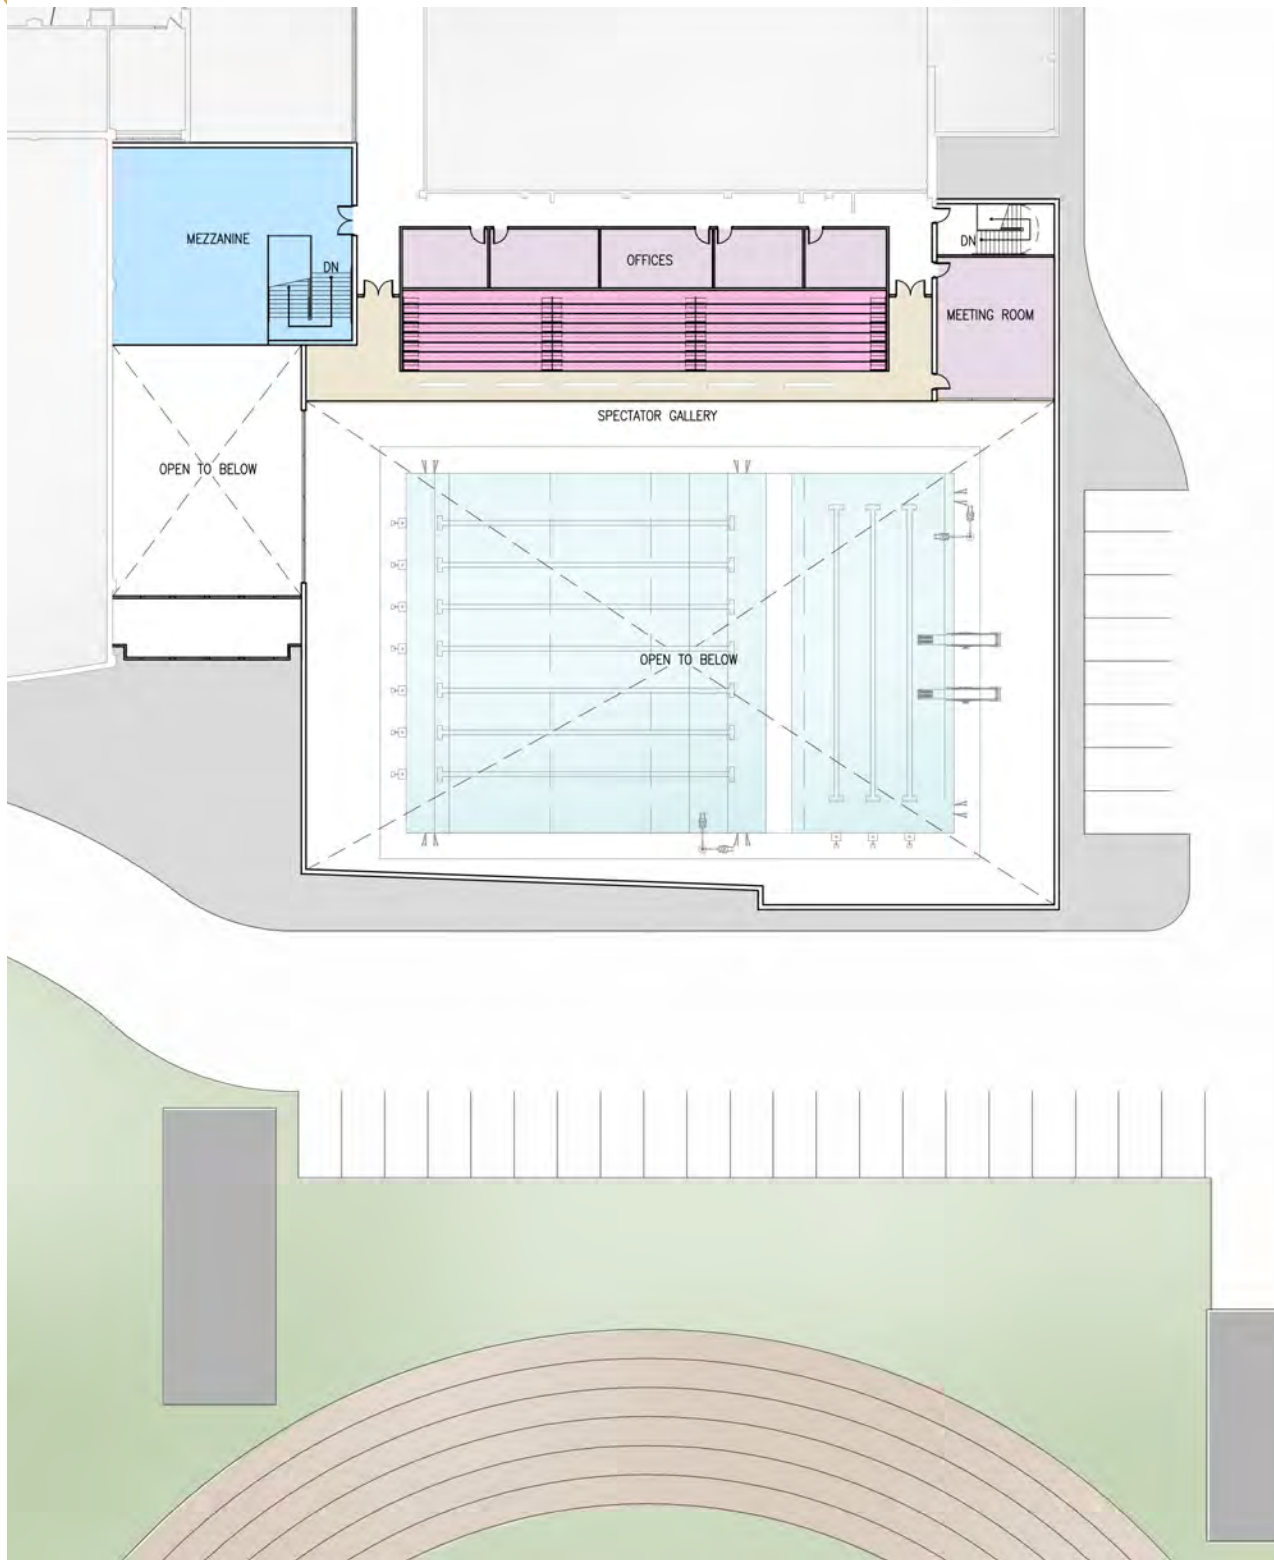 MEZZANINE
DN
OFFICES
DN
MEETING ROOM
SPECTATOR GALLERY
OPEN TO BELOW
OPEN TO BELOW